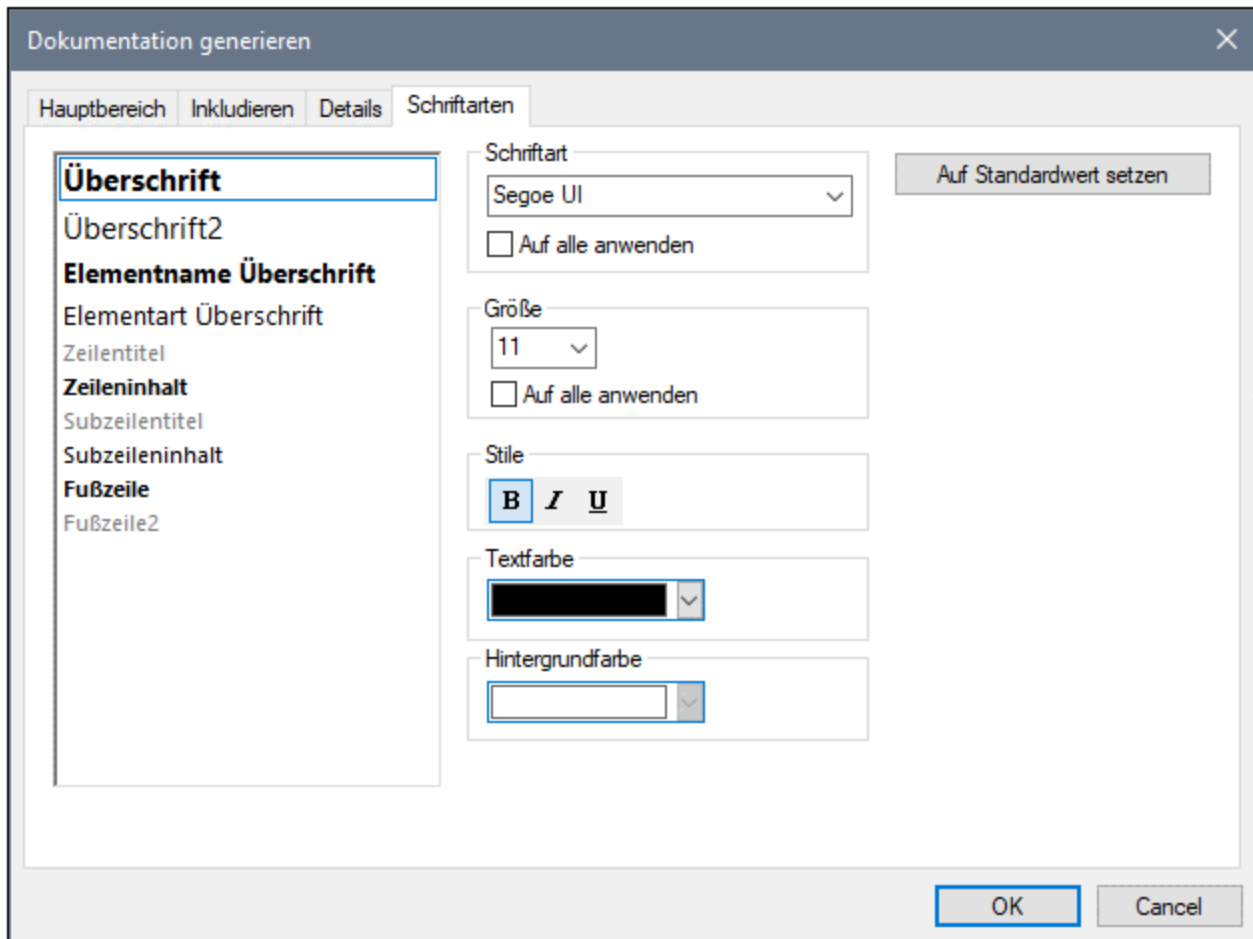 Dokumentation generieren
Hauptbereich Inkludieren Details Schriftarten
Überschrift
Überschrift2
Elementname Überschrift
Elementart Überschrift
Zeilentitel
Zeileninhalt
Subzeilentitel
Subzeileninhalt
Fußzeile
Fußzeile2
Schriftart
Segoe UI
Auf alle anwenden
Größe
11
Auf alle anwenden
Stile
B I U
Textfarbe
Hintergrundfarbe
Auf Standardwert setzen
OK Cancel